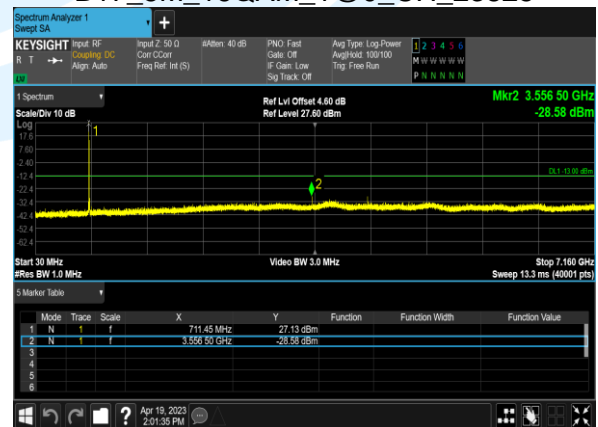 Spectrum Analyzer 1
Swept SA
KEYSIGHT
R T
Input: RF
Coupling: DC
Align: Auto
Input Z: 50 Ω
Corr CCorr
Freq Ref: Int (S)
#Atten: 40 dB
PNO: Fast
Gate: Off
IF Gain: Low
Sig Track: Off
Avg Type: Log-Power
Avg|Hold: 100/100
Trig: Free Run
1 2 3 4 5 6
M W W W W W
P N N N N N
1 Spectrum
Scale/Div 10 dB
Ref Lvl Offset 4.60 dB
Ref Level 27.60 dBm
Mkr2 3.556 50 GHz
-28.58 dBm
Log
17.6
7.60
-2.40
-12.4
-22.4
-32.4
-42.4
-52.4
-62.4
1
2
DL1 -13.00 dBm
Start 30 MHz
#Res BW 1.0 MHz
Video BW 3.0 MHz
Stop 7.160 GHz
Sweep 13.3 ms (40001 pts)
5 Marker Table
Mode Trace Scale X Y Function Function Width Function Value
1 N 1 f 711.45 MHz 27.13 dBm
2 N 1 f 3.556 50 GHz -28.58 dBm
3
4
5
6
?
Apr 19, 2023
2:01:35 PM